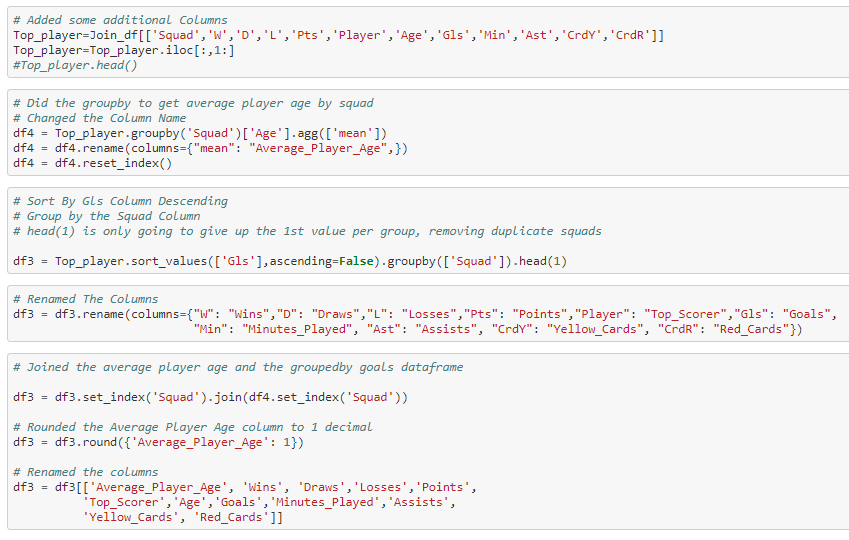 # Added some additional Columns
Top_player=Join_df[['Squad','W','D','L','Pts','Player','Age','Gls','Min','Ast','CrdY','CrdR']]
Top_player=Top_player.iloc[:,1:]
#Top_player.head()
# Did the groupby to get average player age by squad
# Changed the Column Name
df4 = Top_player.groupby('Squad')['Age'].agg(['mean'])
df4 = df4.rename(columns={"mean": "Average_Player_Age",})
df4 = df4.reset_index()
# Sort By Gls Column Descending
# Group by the Squad Column
# head(1) is only going to give up the 1st value per group, removing duplicate squads
df3 = Top_player.sort_values(['Gls'],ascending=False).groupby(['Squad']).head(1)
# Renamed The Columns
df3 = df3.rename(columns={"W": "Wins","D": "Draws","L": "Losses","Pts": "Points","Player": "Top_Scorer","Gls": "Goals",
"Min": "Minutes_Played", "Ast": "Assists", "CrdY": "Yellow_Cards", "CrdR": "Red_Cards"})
# Joined the average player age and the groupedby goals dataframe
df3 = df3.set_index('Squad').join(df4.set_index('Squad'))
# Rounded the Average Player Age column to 1 decimal
df3 = df3.round({'Average_Player_Age': 1})
# Renamed the columns
df3 = df3[['Average_Player_Age', 'Wins', 'Draws','Losses','Points',
'Top_Scorer','Age','Goals','Minutes_Played','Assists',
'Yellow_Cards', 'Red_Cards']]